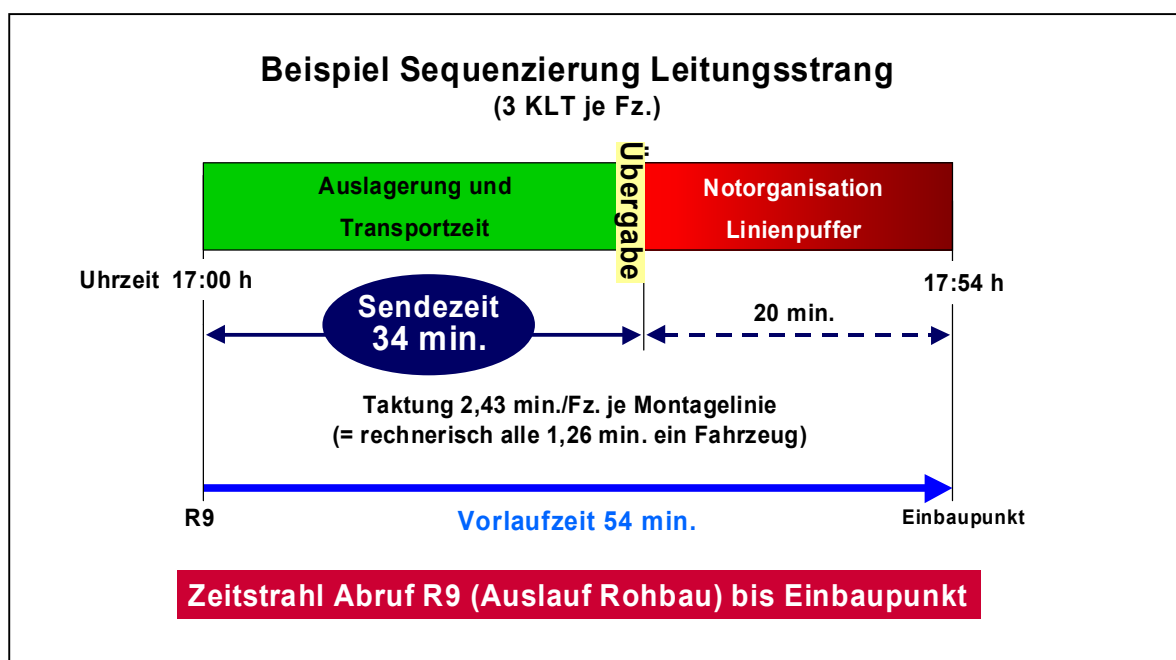 Beispiel Sequenzierung Leitungsstrang
(3 KLT je Fz.)
Auslagerung und
Transportzeit
Übergabe
Notorganisation
Linienpuffer
Uhrzeit 17:00 h
17:54 h
Sendezeit
34 min.
20 min.
Taktung 2,43 min./Fz. je Montagelinie
(= rechnerisch alle 1,26 min. ein Fahrzeug)
R9
Vorlaufzeit 54 min.
Einbaupunkt
Zeitstrahl Abruf R9 (Auslauf Rohbau) bis Einbaupunkt